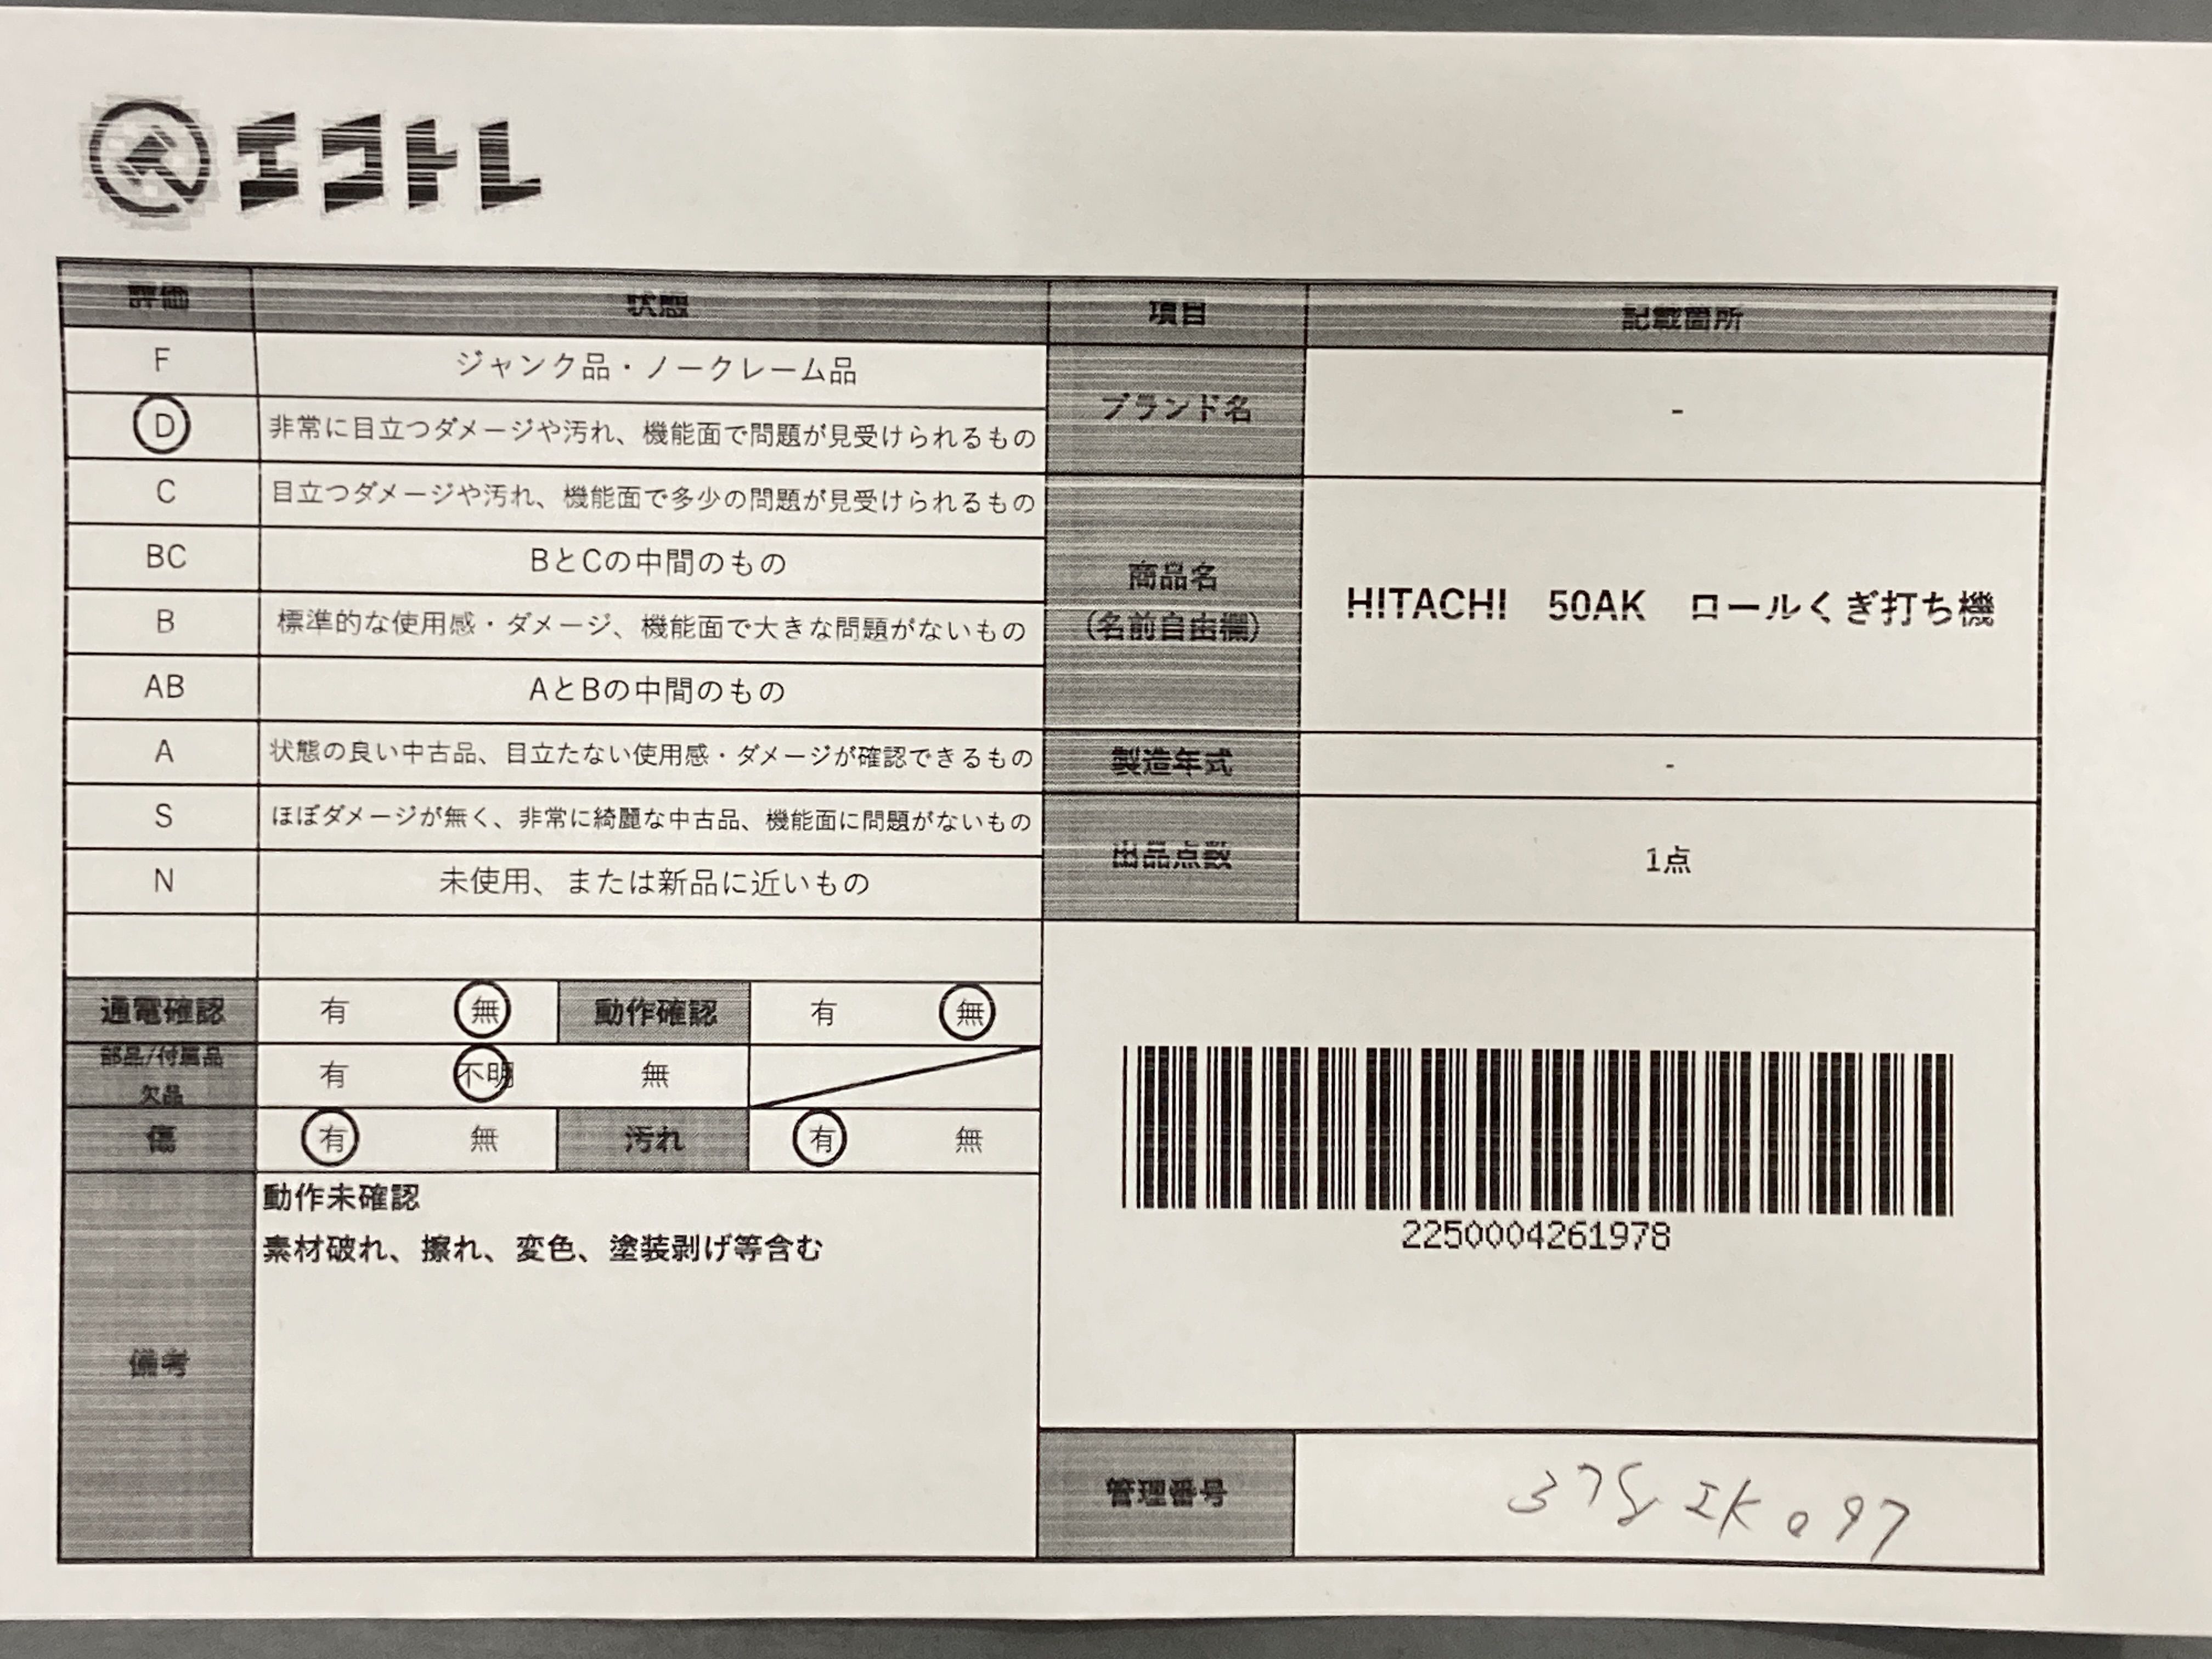 エコトレ
評価 状態 項目 記載箇所
F ジャンク品・ノークレーム品
D 非常に目立つダメージや汚れ、機能面で問題が見受けられるもの
ブランド名 -
C 目立つダメージや汚れ、機能面で多少の問題が見受けられるもの
BC BとCの中間のもの
商品名
(名前自由欄)
HITACHI 50AK ロールくぎ打ち機
B 標準的な使用感・ダメージ、機能面で大きな問題がないもの
AB AとBの中間のもの
A 状態の良い中古品、目立たない使用感・ダメージが確認できるもの
製造年式 -
S ほぼダメージが無く、非常に綺麗な中古品、機能面に問題がないもの
出品点数 1点
N 未使用、または新品に近いもの
通電確認 有 無 動作確認 有 無
部品/付属品
欠品
有 不明 無
傷 有 無 汚れ 有 無
備考
動作未確認
素材破れ、擦れ、変色、塗装剥げ等含む
2250004261978
管理番号 378 IK 097